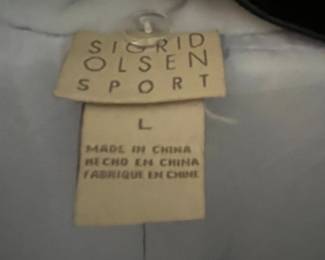 SIGRID
OLSEN
SPORT
L
MADE IN CHINA
HECHO EN CHINA
FABRIQUE EN CHINE